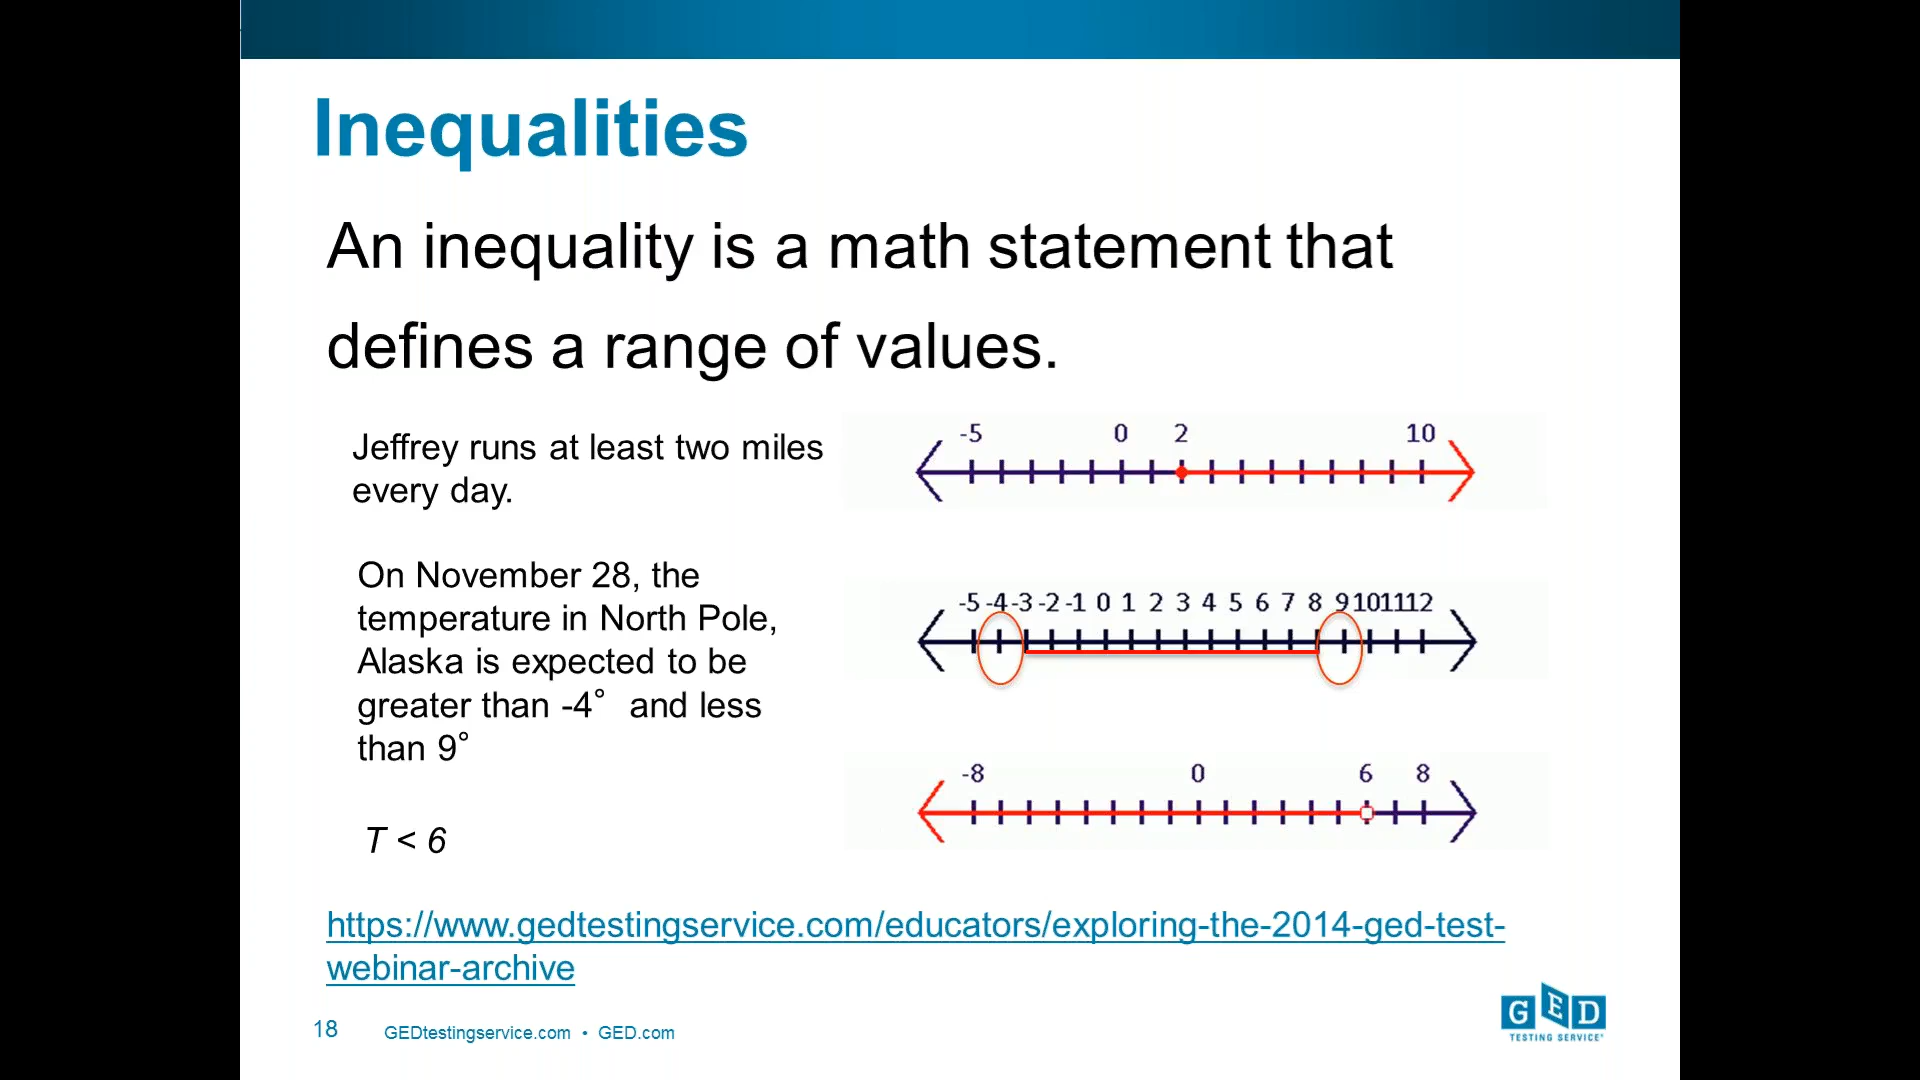 Inequalities
An inequality is a math statement that
defines a range of values.
Jeffrey runs at least two miles
every day.
-5 0 2 10
On November 28, the
temperature in North Pole,
Alaska is expected to be
greater than -4° and less
than 9°
-5 -4 -3 -2 -1 0 1 2 3 4 5 6 7 8 9 10 11 12
T < 6
-8 0 6 8
https://www.gedtestingservice.com/educators/exploring-the-2014-ged-test-
webinar-archive
18 GEDtestingservice.com • GED.com
GED
TESTING SERVICE®